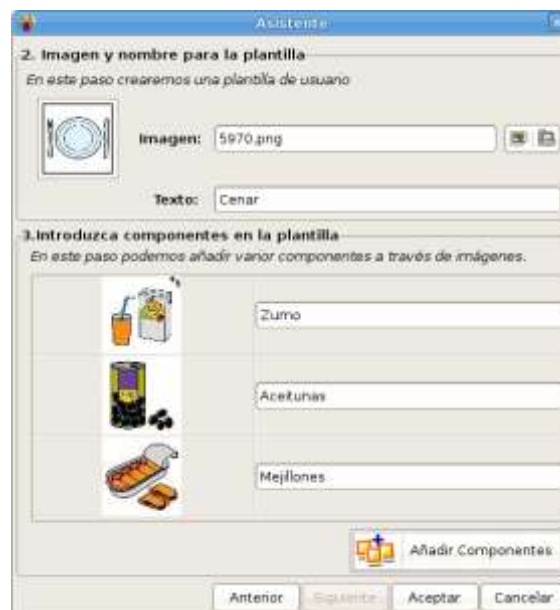 Asistente
2. Imagen y nombre para la plantilla
En este paso crearemos una plantilla de usuario
Imagen: 5970.png
Texto: Cenar
3.Introduzca componentes en la plantilla
En este paso podemos añadir varior componentes a través de imágenes.
Zumo
Aceitunas
Mejillones
Añadir Componentes
Anterior Siguiente Aceptar Cancelar